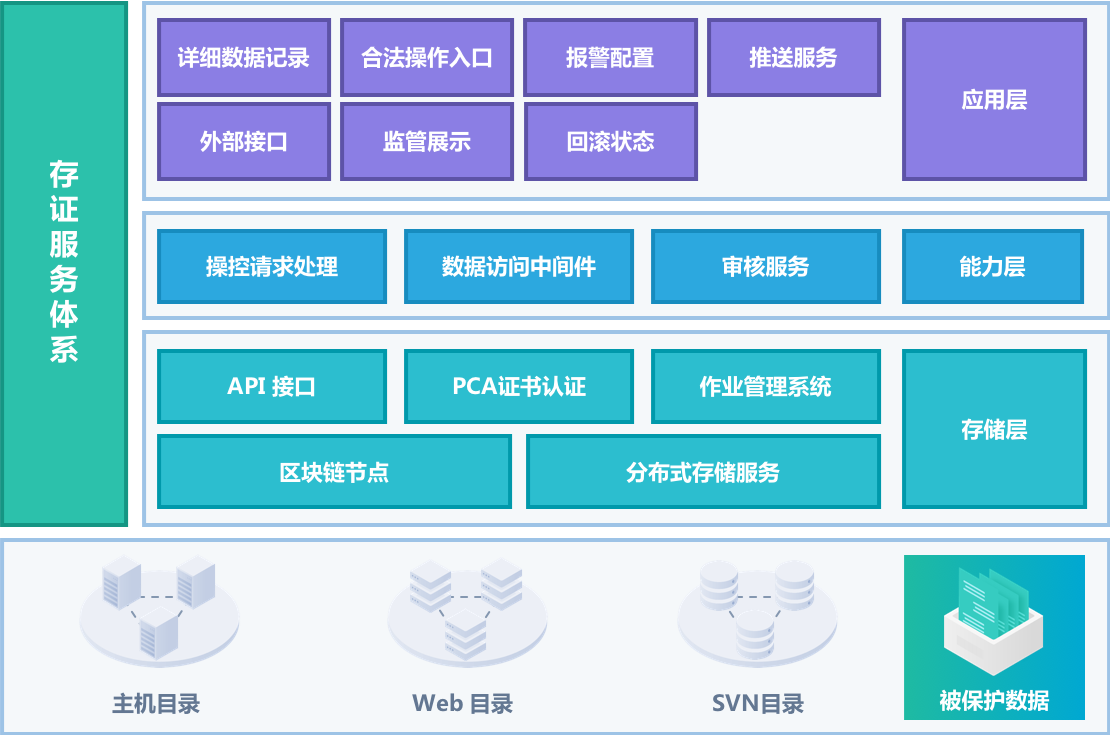 存证服务体系
详细数据记录
合法操作入口
报警配置
推送服务
应用层
外部接口
监管展示
回滚状态
操控请求处理
数据访问中间件
审核服务
能力层
API 接口
PCA证书认证
作业管理系统
存储层
区块链节点
分布式存储服务
主机目录
Web 目录
SVN目录
被保护数据